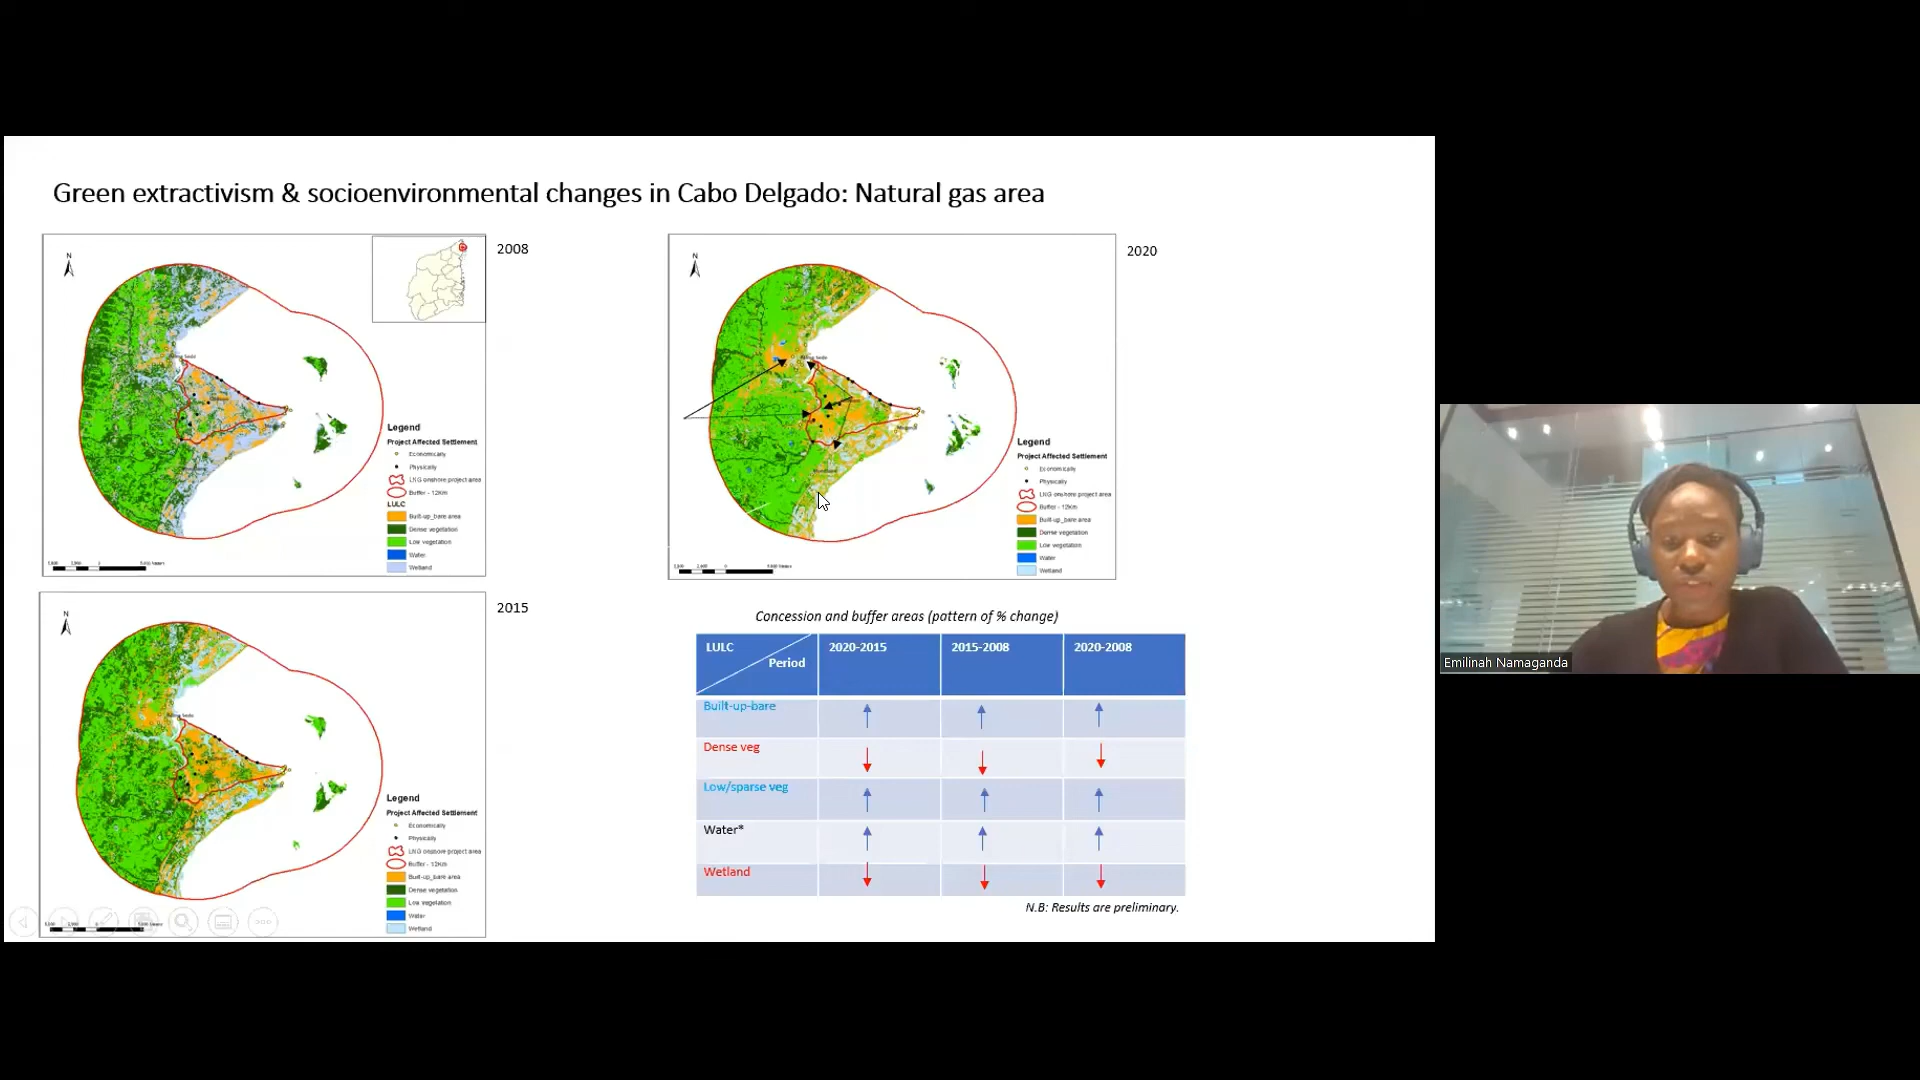 Green extractivism & socioenvironmental changes in Cabo Delgado: Natural gas area
N
2008
Legend
Project Affected Settlement
Economically
Physically
LNG onshore project area
Buffer - 12Km
LULC
Built-up_bare area
Dense vegetation
Low vegetation
Water
Wetland
N
2020
Legend
Project Affected Settlement
Economically
Physically
LNG onshore project area
Buffer - 12Km
Built-up_bare area
Dense vegetation
Low vegetation
Water
Wetland
N
2015
Legend
Project Affected Settlement
Economically
Physically
LNG onshore project area
Buffer - 12Km
Built-up_bare area
Dense vegetation
Low vegetation
Water
Wetland
Concession and buffer areas (pattern of % change)
LULC Period 2020-2015 2015-2008 2020-2008
Built-up-bare
Dense veg
Low/sparse veg
Water*
Wetland
N.B: Results are preliminary.
Emilinah Namaganda